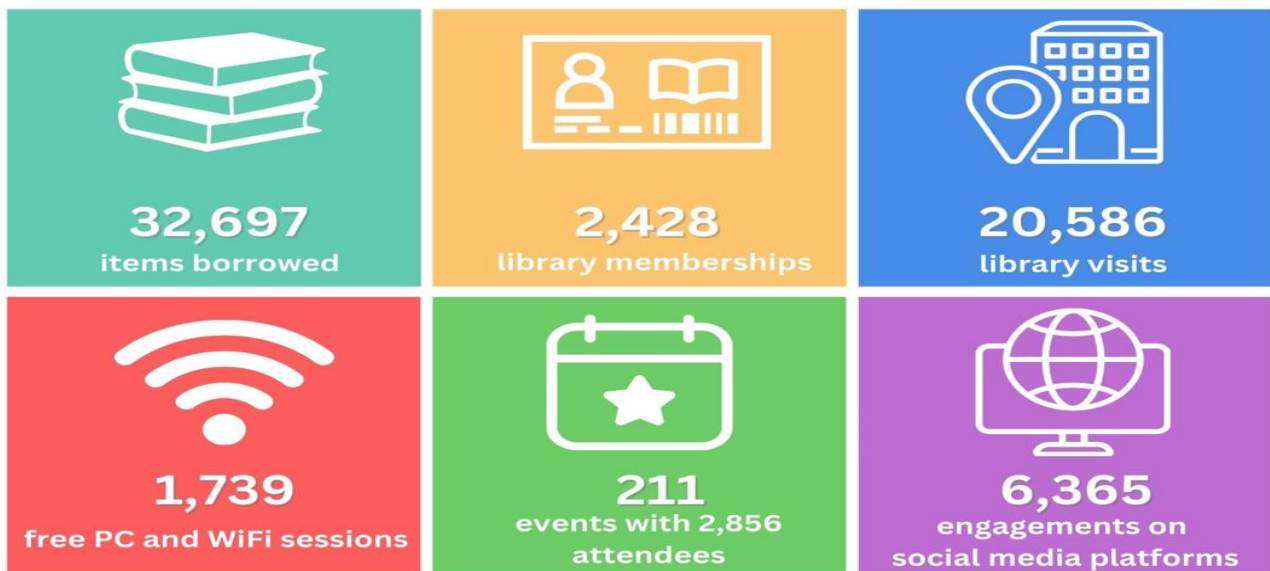 32,697
items borrowed
2,428
library memberships
20,586
library visits
1,739
free PC and WiFi sessions
211
events with 2,856
attendees
6,365
engagements on
social media platforms